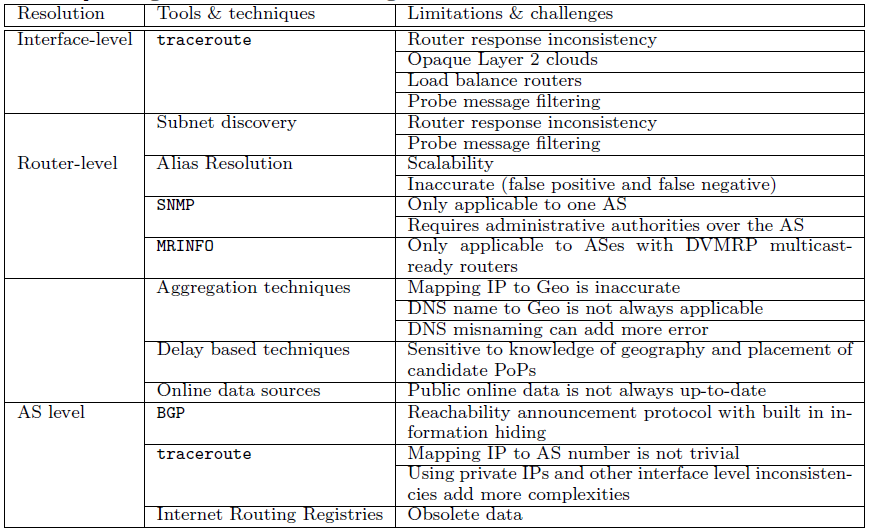 Resolution Tools & techniques Limitations & challenges
Interface-level traceroute Router response inconsistency
Opaque Layer 2 clouds
Load balance routers
Probe message filtering
Subnet discovery Router response inconsistency
Probe message filtering
Router-level Alias Resolution Scalability
Inaccurate (false positive and false negative)
SNMP Only applicable to one AS
Requires administrative authorities over the AS
MRINFO Only applicable to ASes with DVMRP multicast-
ready routers
Aggregation techniques Mapping IP to Geo is inaccurate
DNS name to Geo is not always applicable
DNS misnaming can add more error
Delay based techniques Sensitive to knowledge of geography and placement of
candidate PoPs
Online data sources Public online data is not always up-to-date
AS level BGP Reachability announcement protocol with built in in-
formation hiding
traceroute Mapping IP to AS number is not trivial
Using private IPs and other interface level inconsisten-
cies add more complexities
Internet Routing Registries Obsolete data